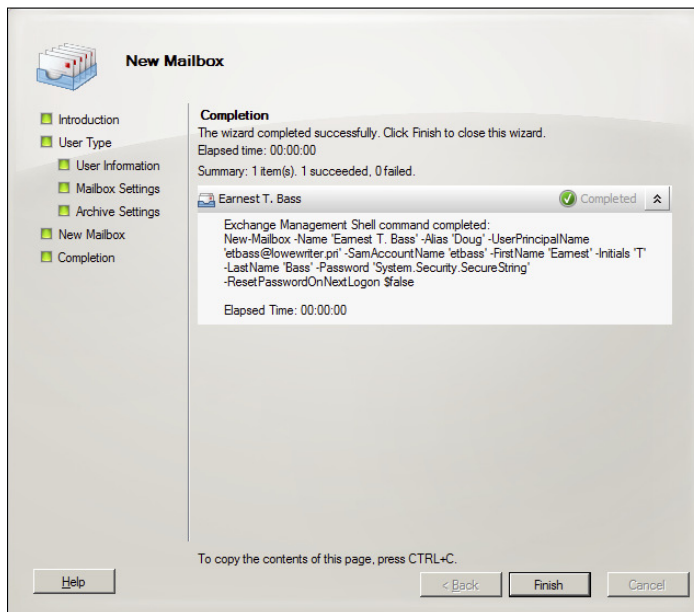 New Mailbox
Introduction
User Type
User Information
Mailbox Settings
Archive Settings
New Mailbox
Completion
Completion
The wizard completed successfully. Click Finish to close this wizard.
Elapsed time: 00:00:00
Summary: 1 item(s). 1 succeeded, 0 failed.
Earnest T. Bass
Completed
Exchange Management Shell command completed:
New-Mailbox -Name 'Earnest T. Bass' -Alias 'Doug' -UserPrincipalName
'etbass@lowewriter.pri' -SamAccountName 'etbass' -FirstName 'Earnest' -Initials 'T'
-LastName 'Bass' -Password 'System.Security.SecureString'
-ResetPasswordOnNextLogon $false
Elapsed Time: 00:00:00
To copy the contents of this page, press CTRL+C.
Help
< Back
Finish
Cancel